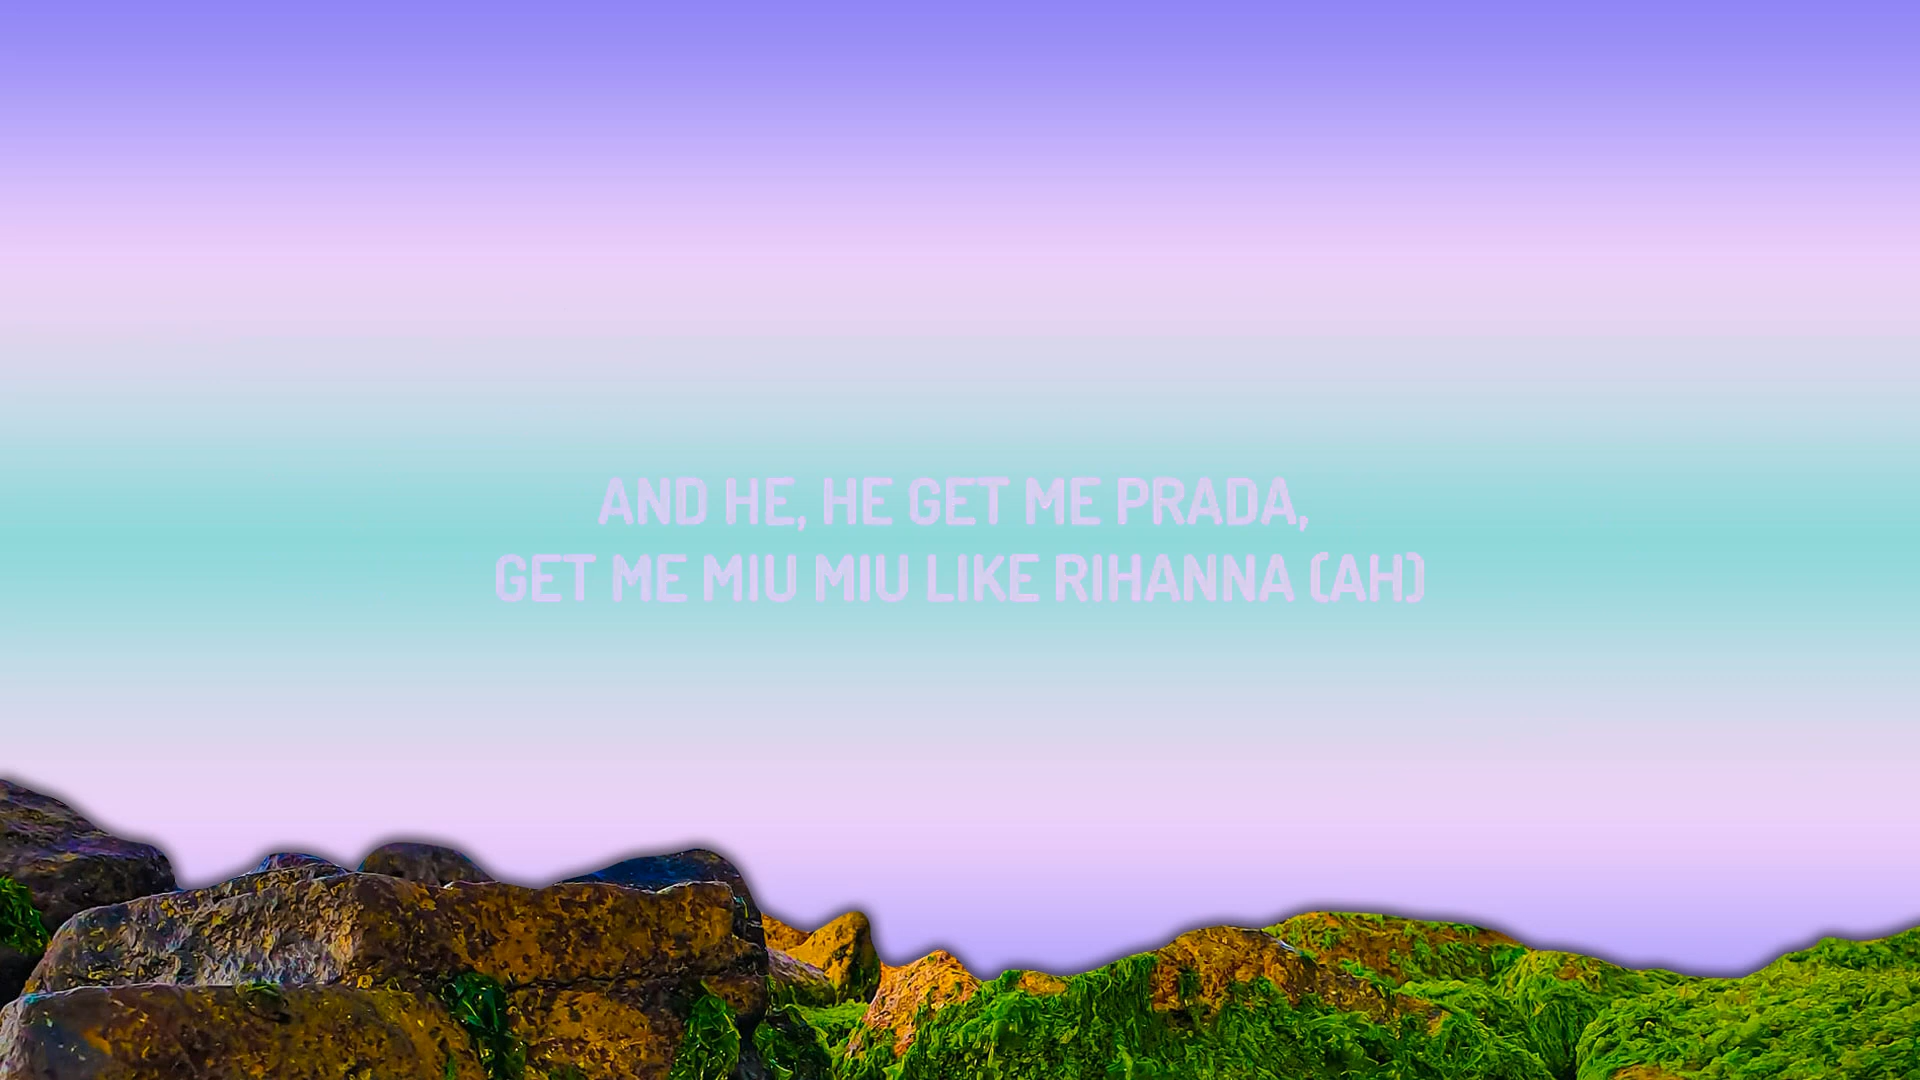 AND HE, HE GET ME PRADA,
GET ME MIU MIU LIKE RIHANNA (AH)